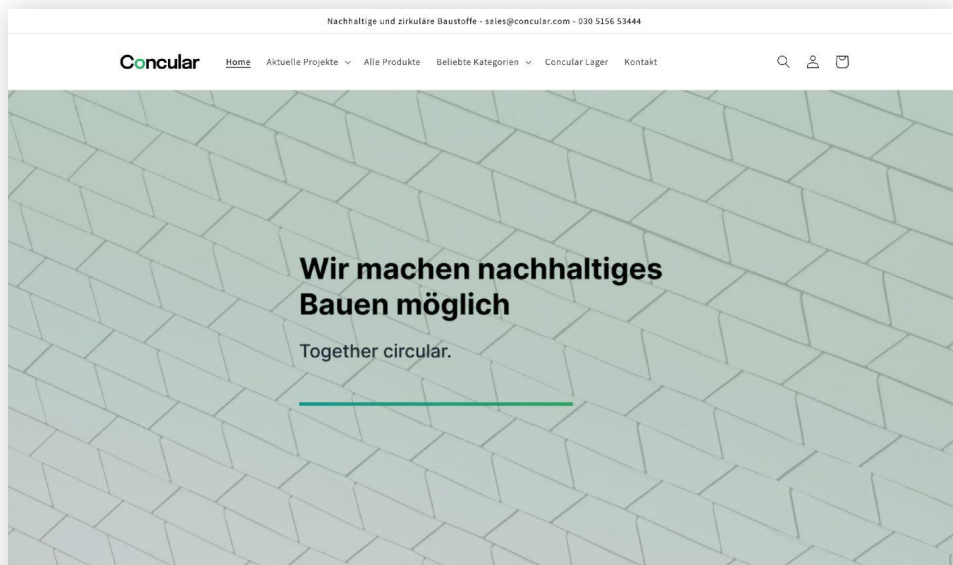 Nachhaltige und zirkuläre Baustoffe - sales@concular.com - 030 5156 53444
Concular Home Aktuelle Projekte Alle Produkte Beliebte Kategorien Concular Lager Kontakt
Wir machen nachhaltiges
Bauen möglich
Together circular.